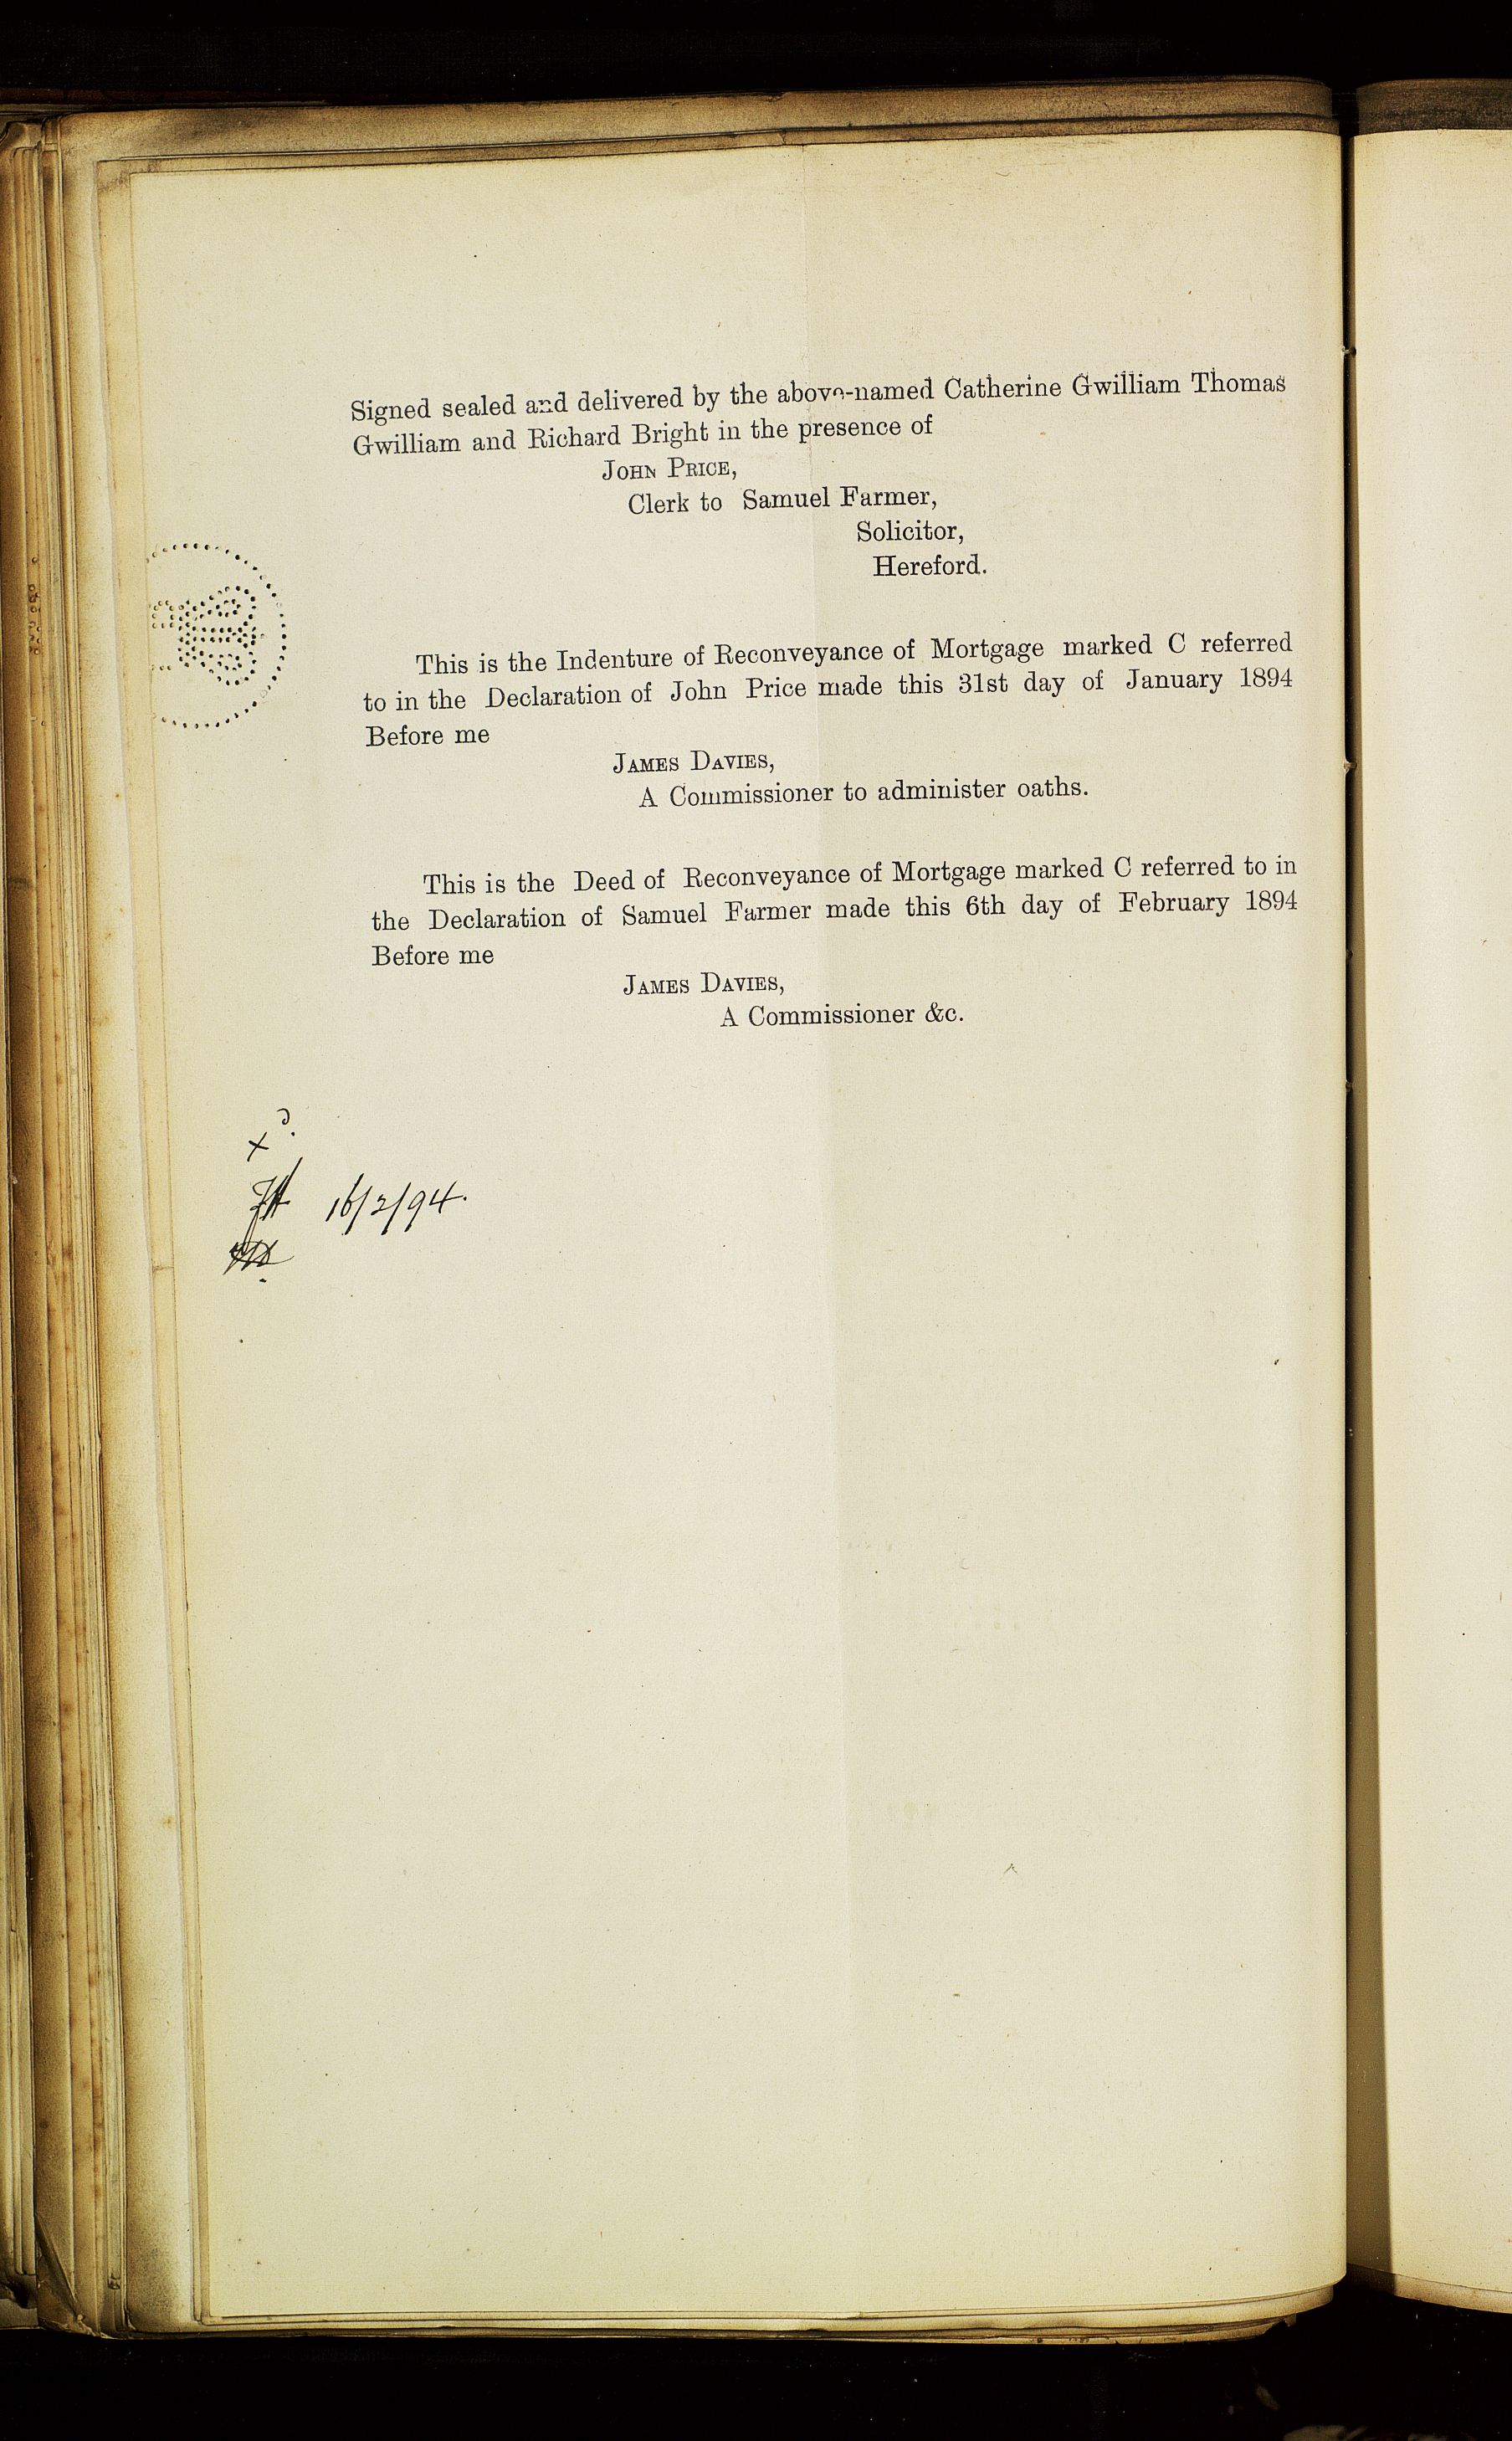 Signed sealed and delivered by the above-named Catherine Gwilliam Thomas
Gwilliam and Richard Bright in the presence of
JOHN PRICE,
Clerk to Samuel Farmer,
Solicitor,
Hereford.
This is the Indenture of Reconveyance of Mortgage marked C referred
to in the Declaration of John Price made this 31st day of January 1894
Before me
JAMES DAVIES,
A Commissioner to administer oaths.
This is the Deed of Reconveyance of Mortgage marked C referred to in
the Declaration of Samuel Farmer made this 6th day of February 1894
Before me
JAMES DAVIES,
A Commissioner &c.
16/2/94.